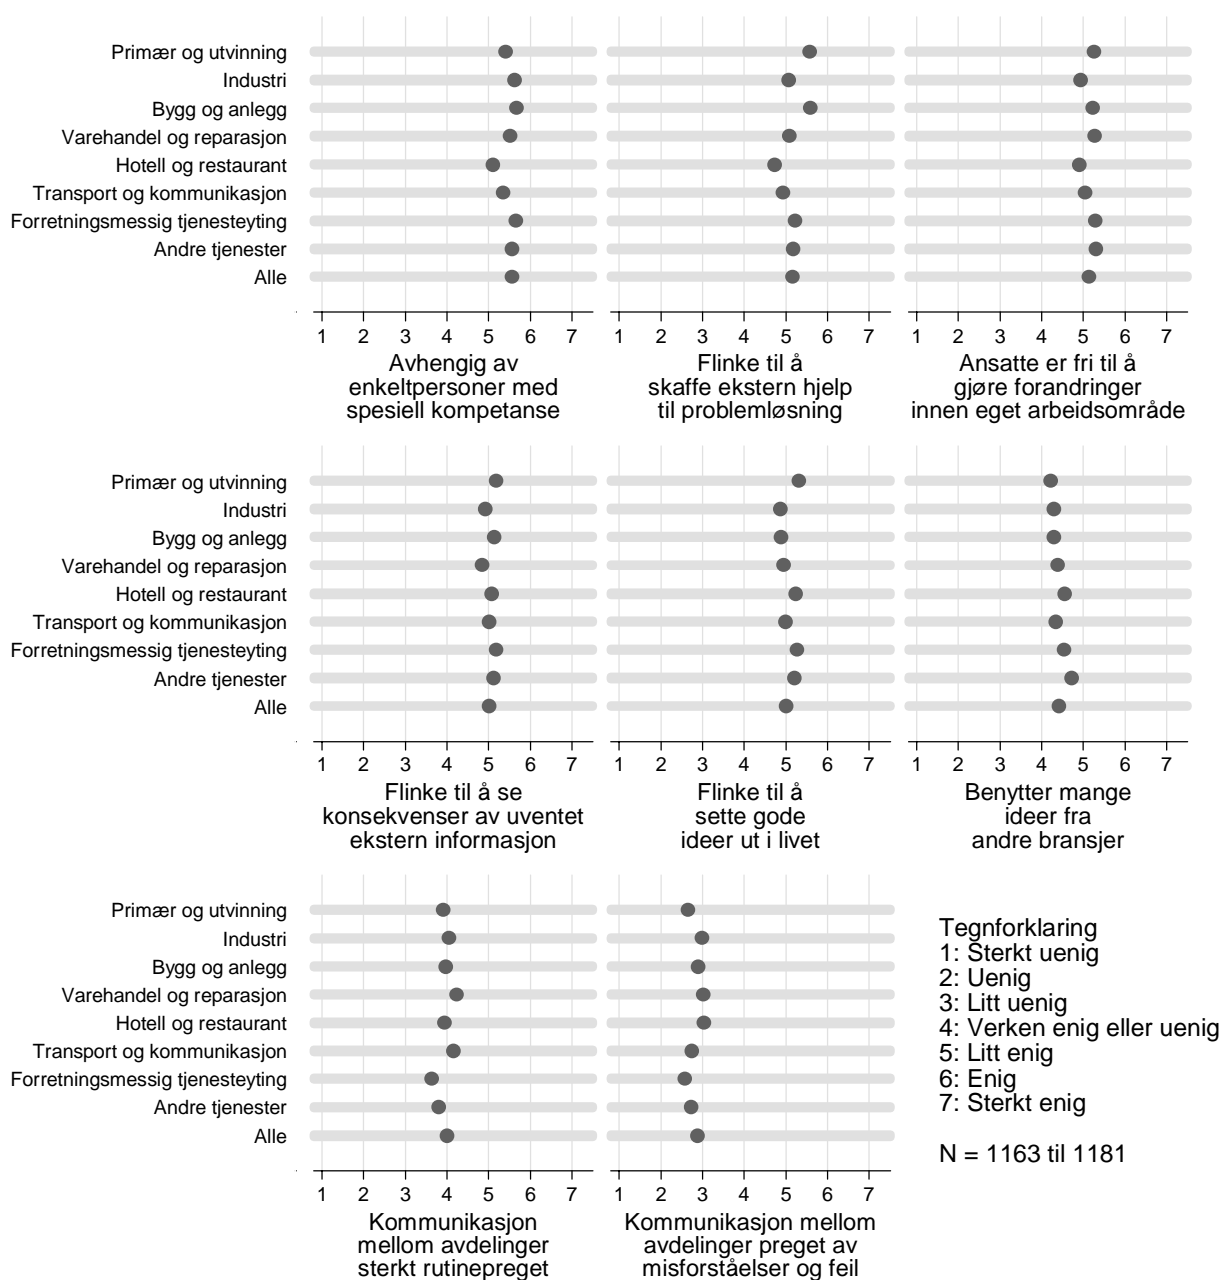 Primær og utvinning
Industri
Bygg og anlegg
Varehandel og reparasjon
Hotell og restaurant
Transport og kommunikasjon
Forretningsmessig tjenesteyting
Andre tjenester
Alle
1 2 3 4 5 6 7
Avhengig av
enkeltpersoner med
spesiell kompetanse
1 2 3 4 5 6 7
Flinke til å
skaffe ekstern hjelp
til problemløsning
1 2 3 4 5 6 7
Ansatte er fri til å
gjøre forandringer
innen eget arbeidsområde
Primær og utvinning
Industri
Bygg og anlegg
Varehandel og reparasjon
Hotell og restaurant
Transport og kommunikasjon
Forretningsmessig tjenesteyting
Andre tjenester
Alle
1 2 3 4 5 6 7
Flinke til å se
konsekvenser av uventet
ekstern informasjon
1 2 3 4 5 6 7
Flinke til å
sette gode
ideer ut i livet
1 2 3 4 5 6 7
Benytter mange
ideer fra
andre bransjer
Primær og utvinning
Industri
Bygg og anlegg
Varehandel og reparasjon
Hotell og restaurant
Transport og kommunikasjon
Forretningsmessig tjenesteyting
Andre tjenester
Alle
1 2 3 4 5 6 7
Kommunikasjon
mellom avdelinger
sterkt rutinepreget
1 2 3 4 5 6 7
Kommunikasjon mellom
avdelinger preget av
misforståelser og feil
Tegnforklaring
1: Sterkt uenig
2: Uenig
3: Litt uenig
4: Verken enig eller uenig
5: Litt enig
6: Enig
7: Sterkt enig
N = 1163 til 1181